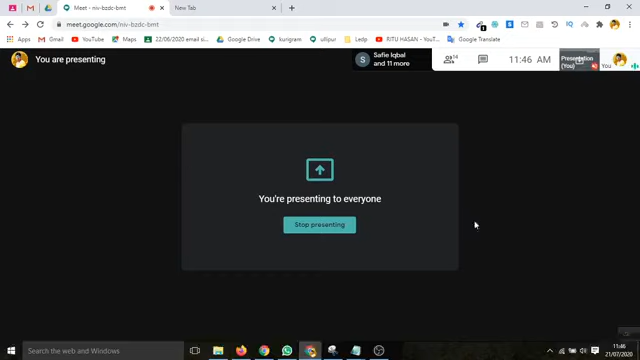 Meet - niv-bzdc-bmt
New Tab
meet.google.com/niv-bzdc-bmt
Apps
Gmail
YouTube
Maps
22/06/2020 email si...
Google Drive
kurigram
ullipur
Ledp
RITU HASAN - YouT...
Google Translate
You are presenting
S
Safie Iqbal
and 11 more
14
11:46 AM
Presentation
(You)
You
You're presenting to everyone
Stop presenting
Search the web and Windows
11:46
21/07/2020